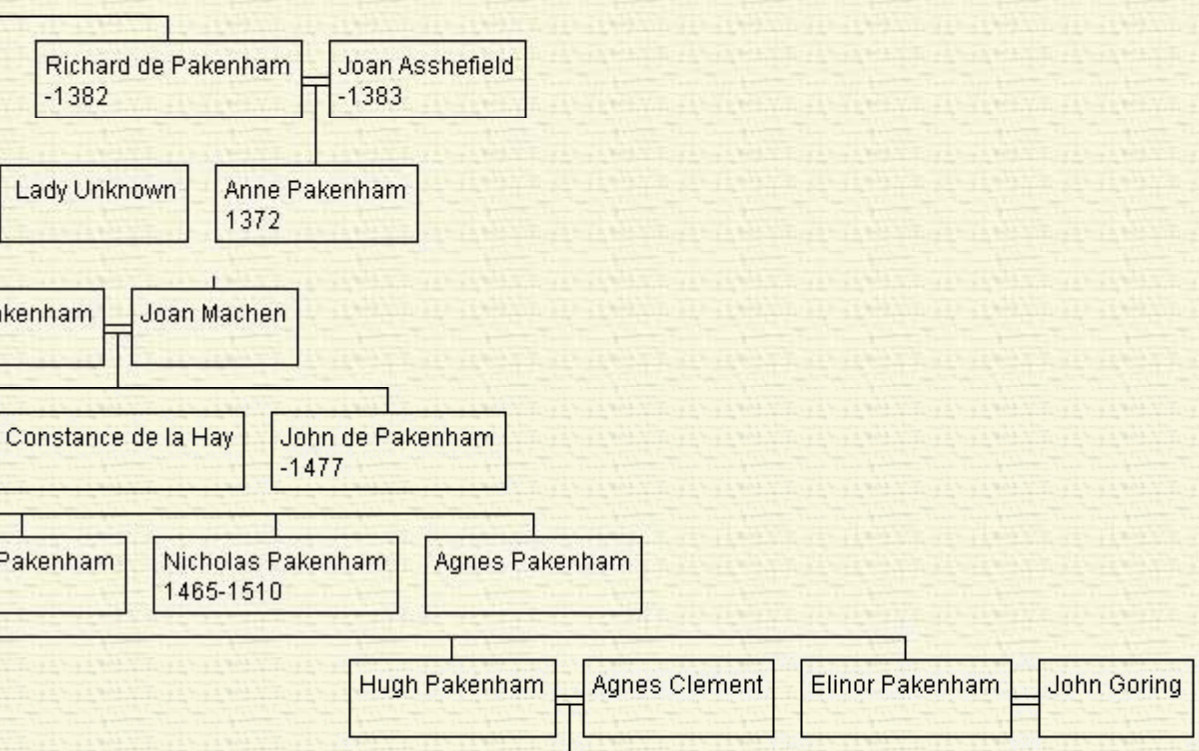 Richard de Pakenham
-1382
Joan Asshefield
-1383
Lady Unknown
Anne Pakenham
1372
Joan Machen
Constance de la Hay
John de Pakenham
-1477
Pakenham
Nicholas Pakenham
1465-1510
Agnes Pakenham
Hugh Pakenham
Agnes Clement
Elinor Pakenham
John Goring